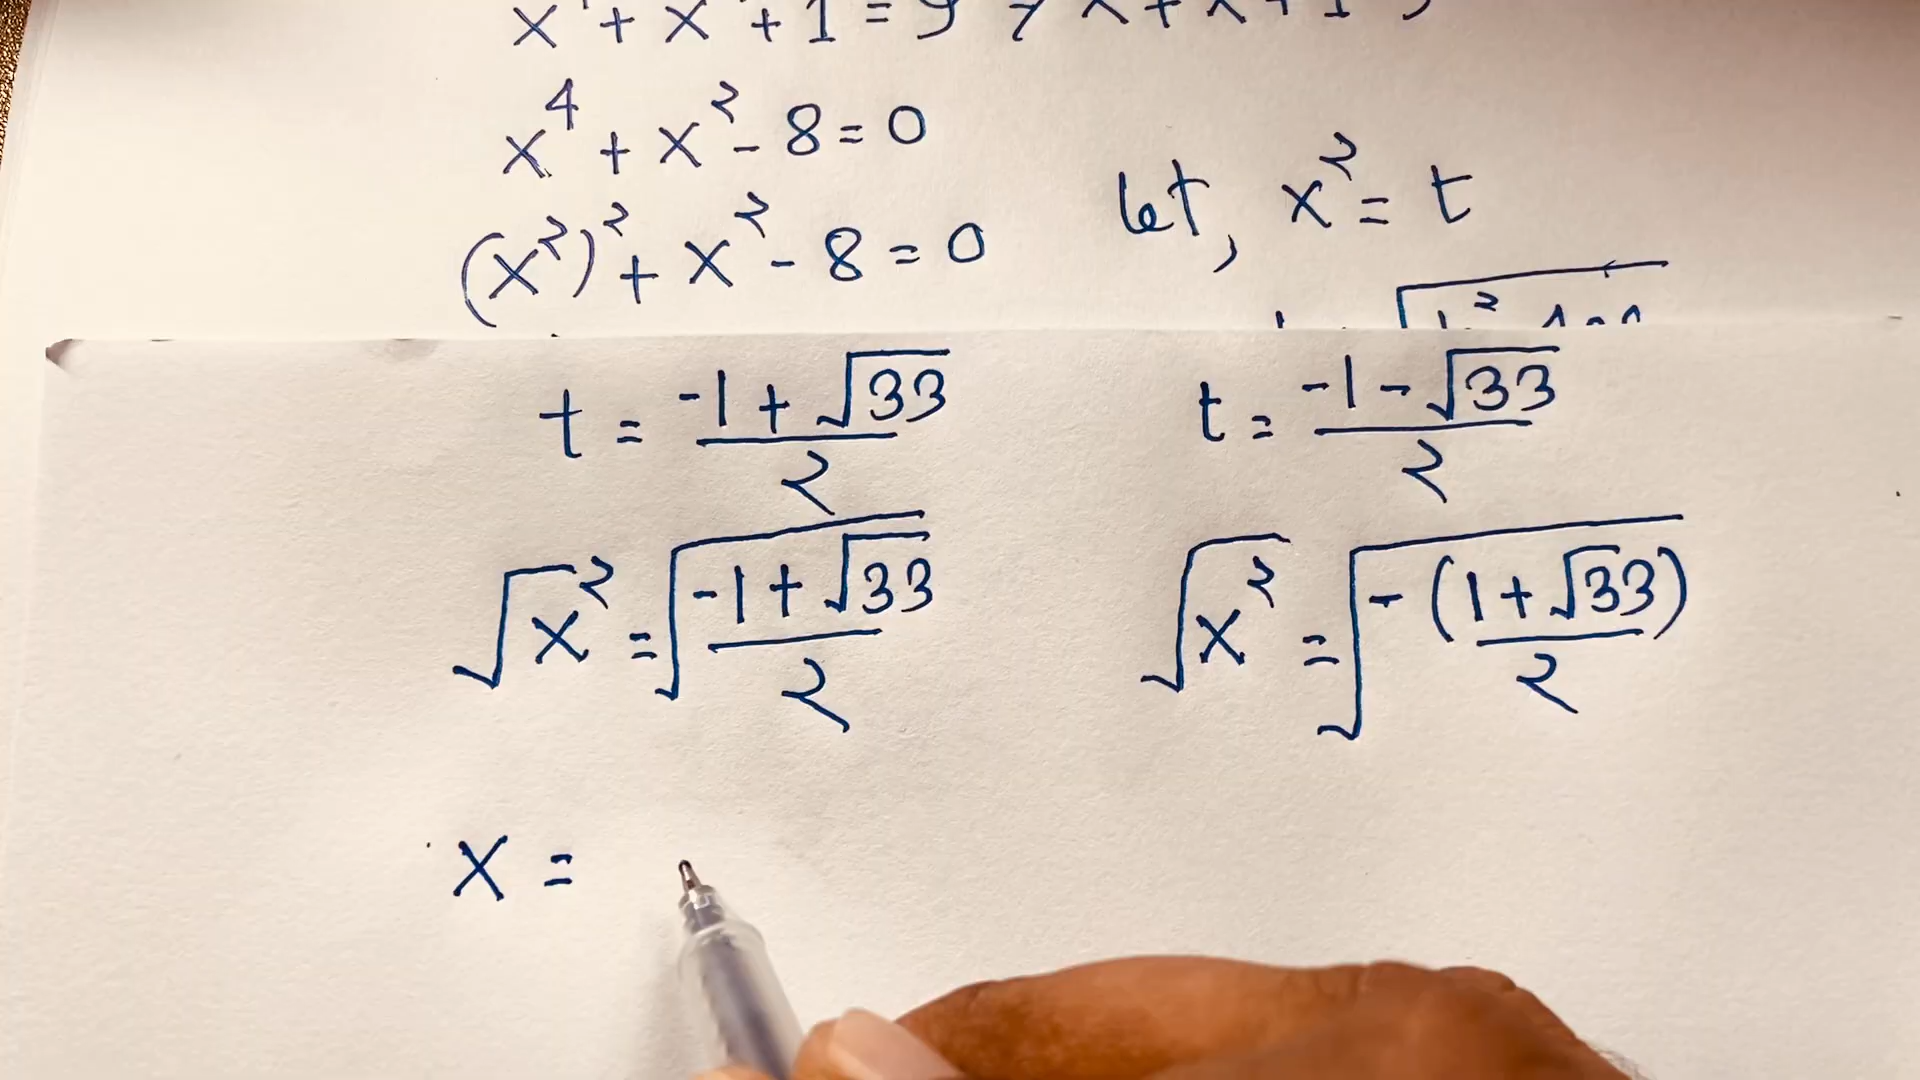 x⁴ + x² - 8 = 0
let, x² = t
(x²)² + x² - 8 = 0
t = (-1 + √33)/2
t = (-1 - √33)/2
√x² = √((-1 + √33)/2)
√x² = √(-(1 + √33)/2)
x =